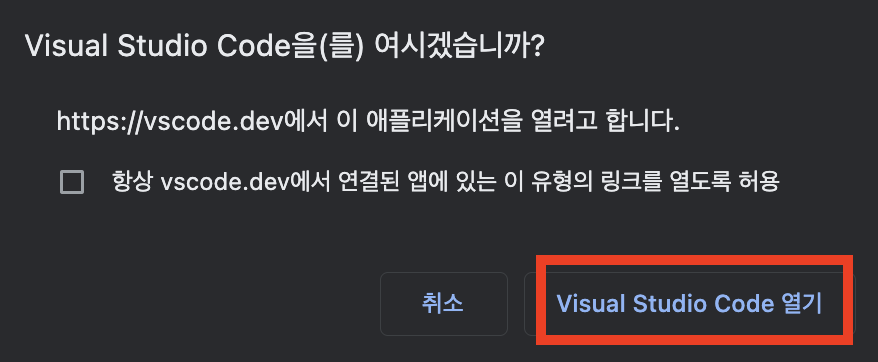 Visual Studio Code을(를) 여시겠습니까?
https://vscode.dev에서 이 애플리케이션을 열려고 합니다.
항상 vscode.dev에서 연결된 앱에 있는 이 유형의 링크를 열도록 허용
취소
Visual Studio Code 열기